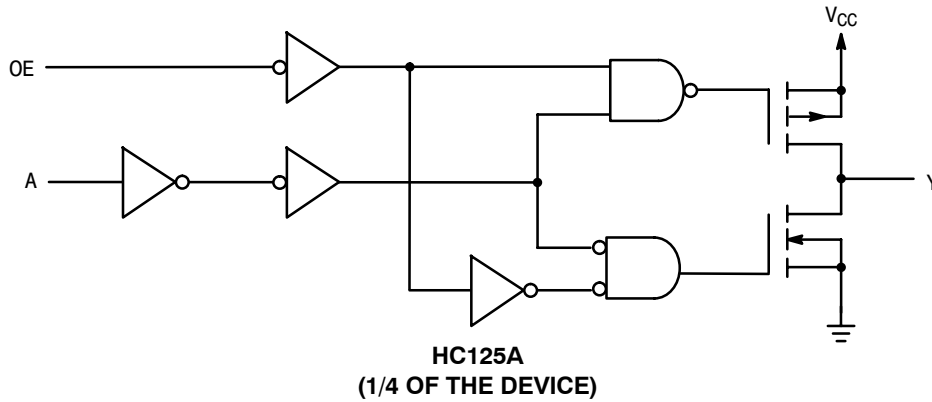 VCC
OE
A
Y
HC125A
(1/4 OF THE DEVICE)